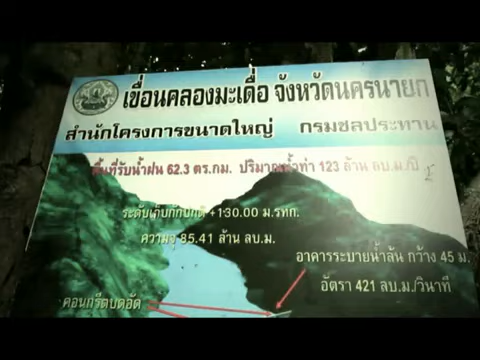 เขื่อนคลองมะเดื่อ จังหวัดนครนายก
สำนักโครงการขนาดใหญ่ กรมชลประทาน
พื้นที่รับน้ำฝน 62.3 ตร.กม. ปริมาณน้ำท่า 123 ล้าน ลบ.ม./ปี
ระดับเก็บกักปกติ +130.00 ม.รทก.
ความจุ 85.41 ล้าน ลบ.ม.
อาคารระบายน้ำล้น กว้าง 45 ม.
อัตรา 421 ลบ.ม./วินาที
คอนกรีตบดอัด